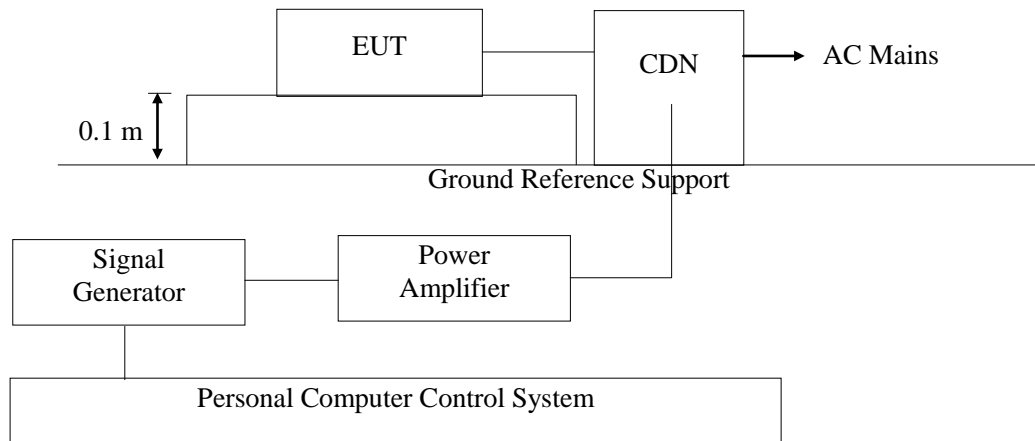 EUT
CDN
AC Mains
0.1 m
Ground Reference Support
Signal
Generator
Power
Amplifier
Personal Computer Control System